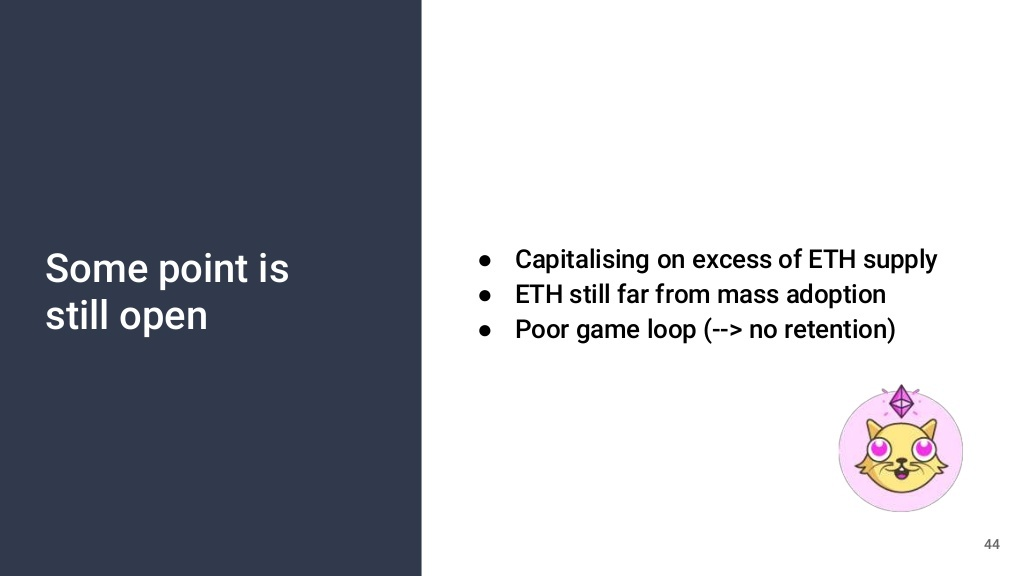 Some point is
still open
● Capitalising on excess of ETH supply
● ETH still far from mass adoption
● Poor game loop (--> no retention)
44